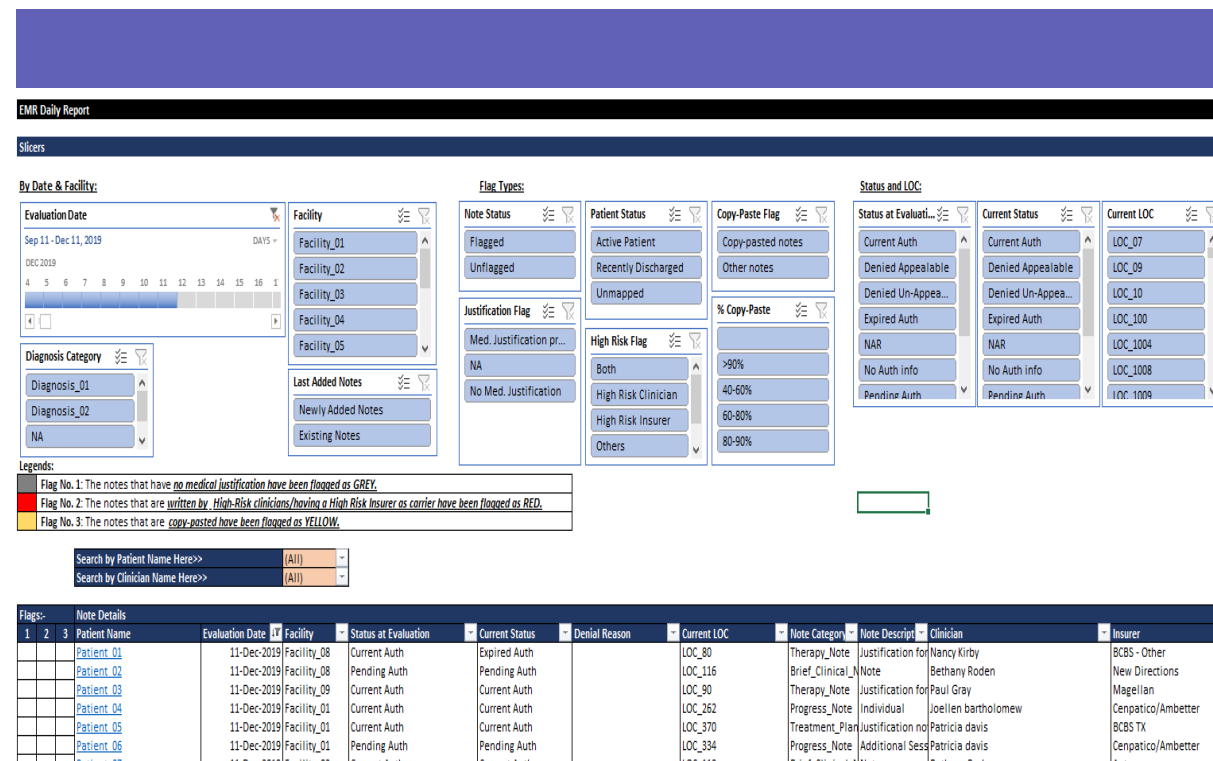 EMR Daily Report
Slicers
By Date & Facility:
Flag Types:
Status and LOC:
Evaluation Date
Sep 11 - Dec 11, 2019 DAYS
DEC 2019
4 5 6 7 8 9 10 11 12 13 14 15 16 1
Facility
Facility_01
Facility_02
Facility_03
Facility_04
Facility_05
Diagnosis Category
Diagnosis_01
Diagnosis_02
NA
Last Added Notes
Newly Added Notes
Existing Notes
Note Status
Flagged
Unflagged
Justification Flag
Med. Justification pr...
NA
No Med. Justification
Patient Status
Active Patient
Recently Discharged
Unmapped
High Risk Flag
Both
High Risk Clinician
High Risk Insurer
Others
Copy-Paste Flag
Copy-pasted notes
Other notes
% Copy-Paste
>90%
40-60%
60-80%
80-90%
Status at Evaluati...
Current Auth
Denied Appealable
Denied Un-Appea...
Expired Auth
NAR
No Auth info
Pending Auth
Current Status
Current Auth
Denied Appealable
Denied Un-Appea...
Expired Auth
NAR
No Auth info
Pending Auth
Current LOC
LOC_07
LOC_09
LOC_10
LOC_100
LOC_1004
LOC_1008
LOC_1009
Legends:
Flag No. 1: The notes that have no medical justification have been flagged as GREY.
Flag No. 2: The notes that are written by High-Risk clinicians/having a High Risk Insurer as carrier have been flagged as RED.
Flag No. 3: The notes that are copy-pasted have been flagged as YELLOW.
Search by Patient Name Here>> (All)
Search by Clinician Name Here>> (All)
Flags:- Note Details
1 2 3 Patient Name Evaluation Date Facility Status at Evaluation Current Status Denial Reason Current LOC Note Category Note Descript Clinician Insurer
Patient_01 11-Dec-2019 Facility_08 Current Auth Expired Auth LOC_80 Therapy_Note Justification for Nancy Kirby BCBS - Other
Patient_02 11-Dec-2019 Facility_08 Pending Auth Pending Auth LOC_116 Brief_Clinical_N Note Bethany Roden New Directions
Patient_03 11-Dec-2019 Facility_09 Current Auth Current Auth LOC_90 Therapy_Note Justification for Paul Gray Magellan
Patient_04 11-Dec-2019 Facility_01 Current Auth Current Auth LOC_262 Progress_Note Individual Joellen bartholomew Cenpatico/Ambetter
Patient_05 11-Dec-2019 Facility_01 Current Auth Current Auth LOC_370 Treatment_Plan Justification no Patricia davis BCBS TX
Patient_06 11-Dec-2019 Facility_01 Pending Auth Pending Auth LOC_334 Progress_Note Additional Sess Patricia davis Cenpatico/Ambetter